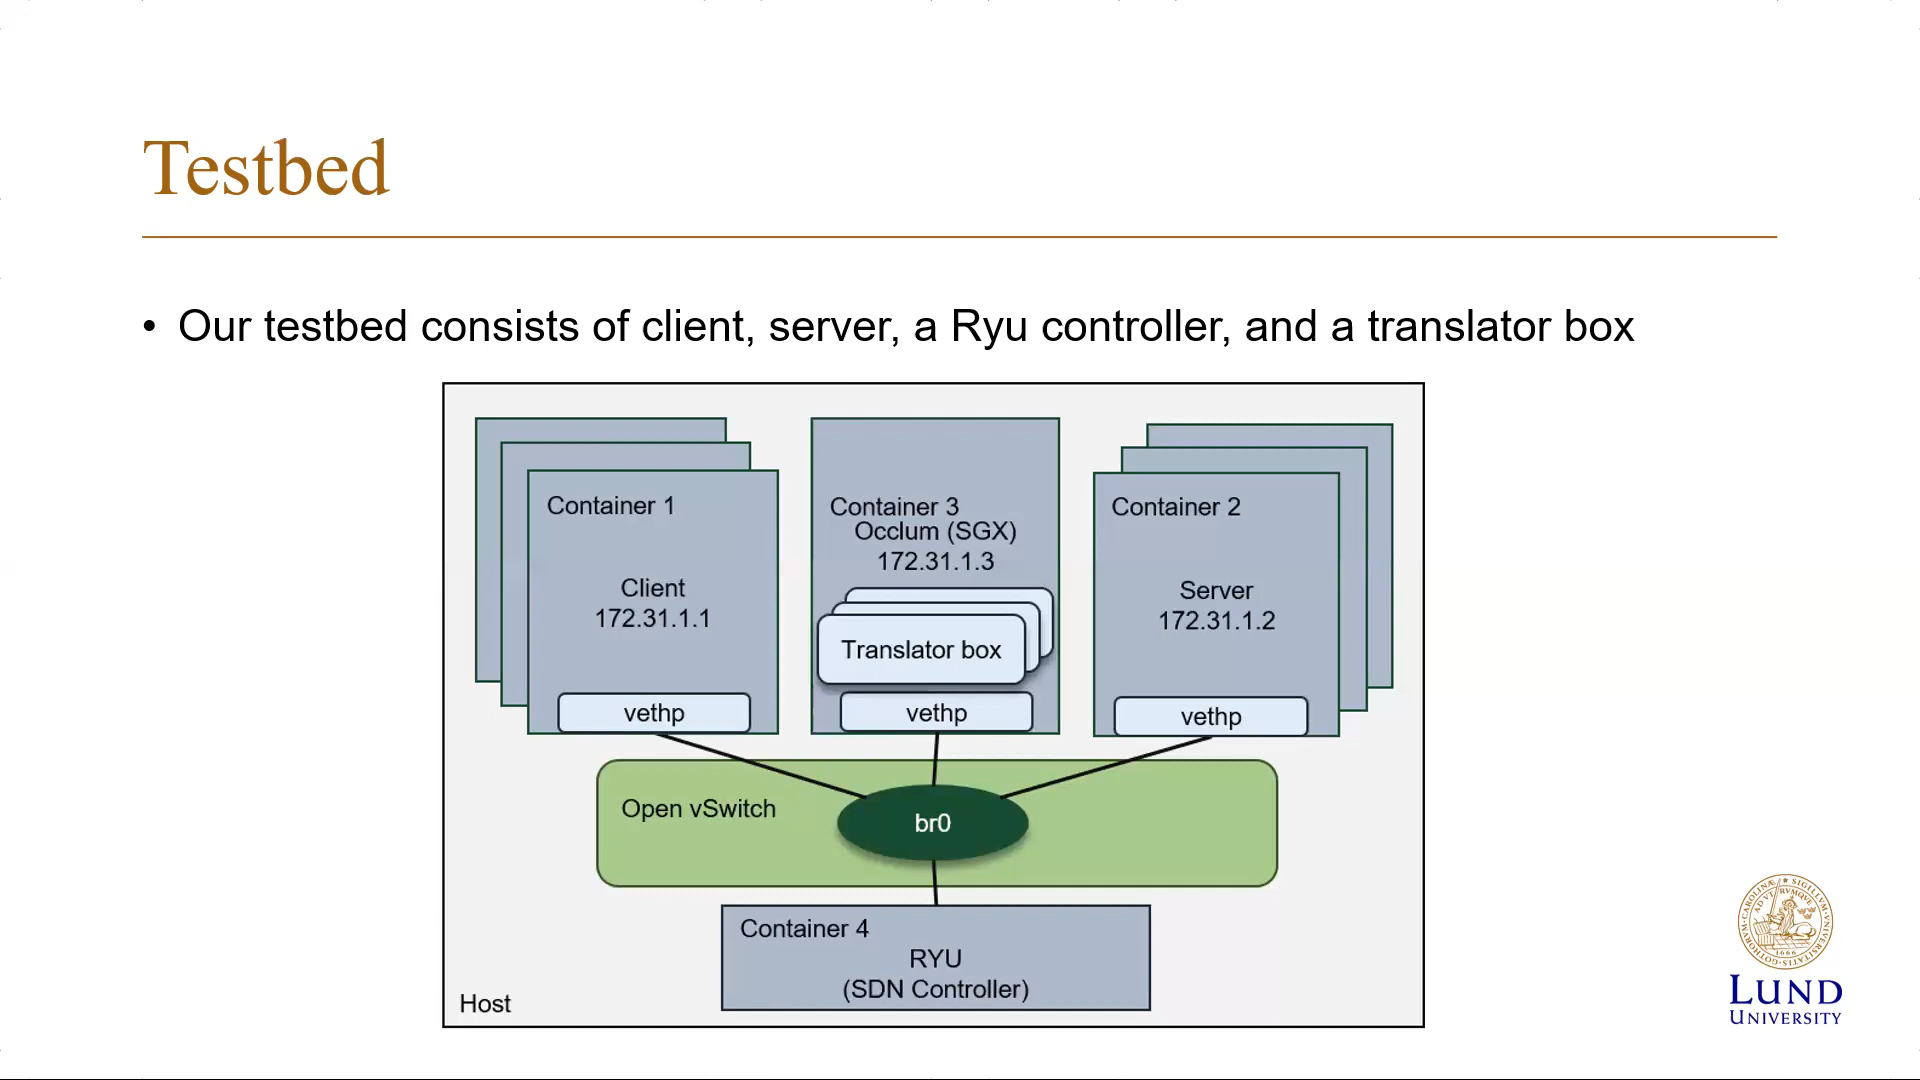 Testbed
• Our testbed consists of client, server, a Ryu controller, and a translator box
Container 1
Client
172.31.1.1
vethp
Container 3
Occlum (SGX)
172.31.1.3
Translator box
vethp
Container 2
Server
172.31.1.2
vethp
Open vSwitch
br0
Container 4
RYU
(SDN Controller)
Host
LUND
UNIVERSITY